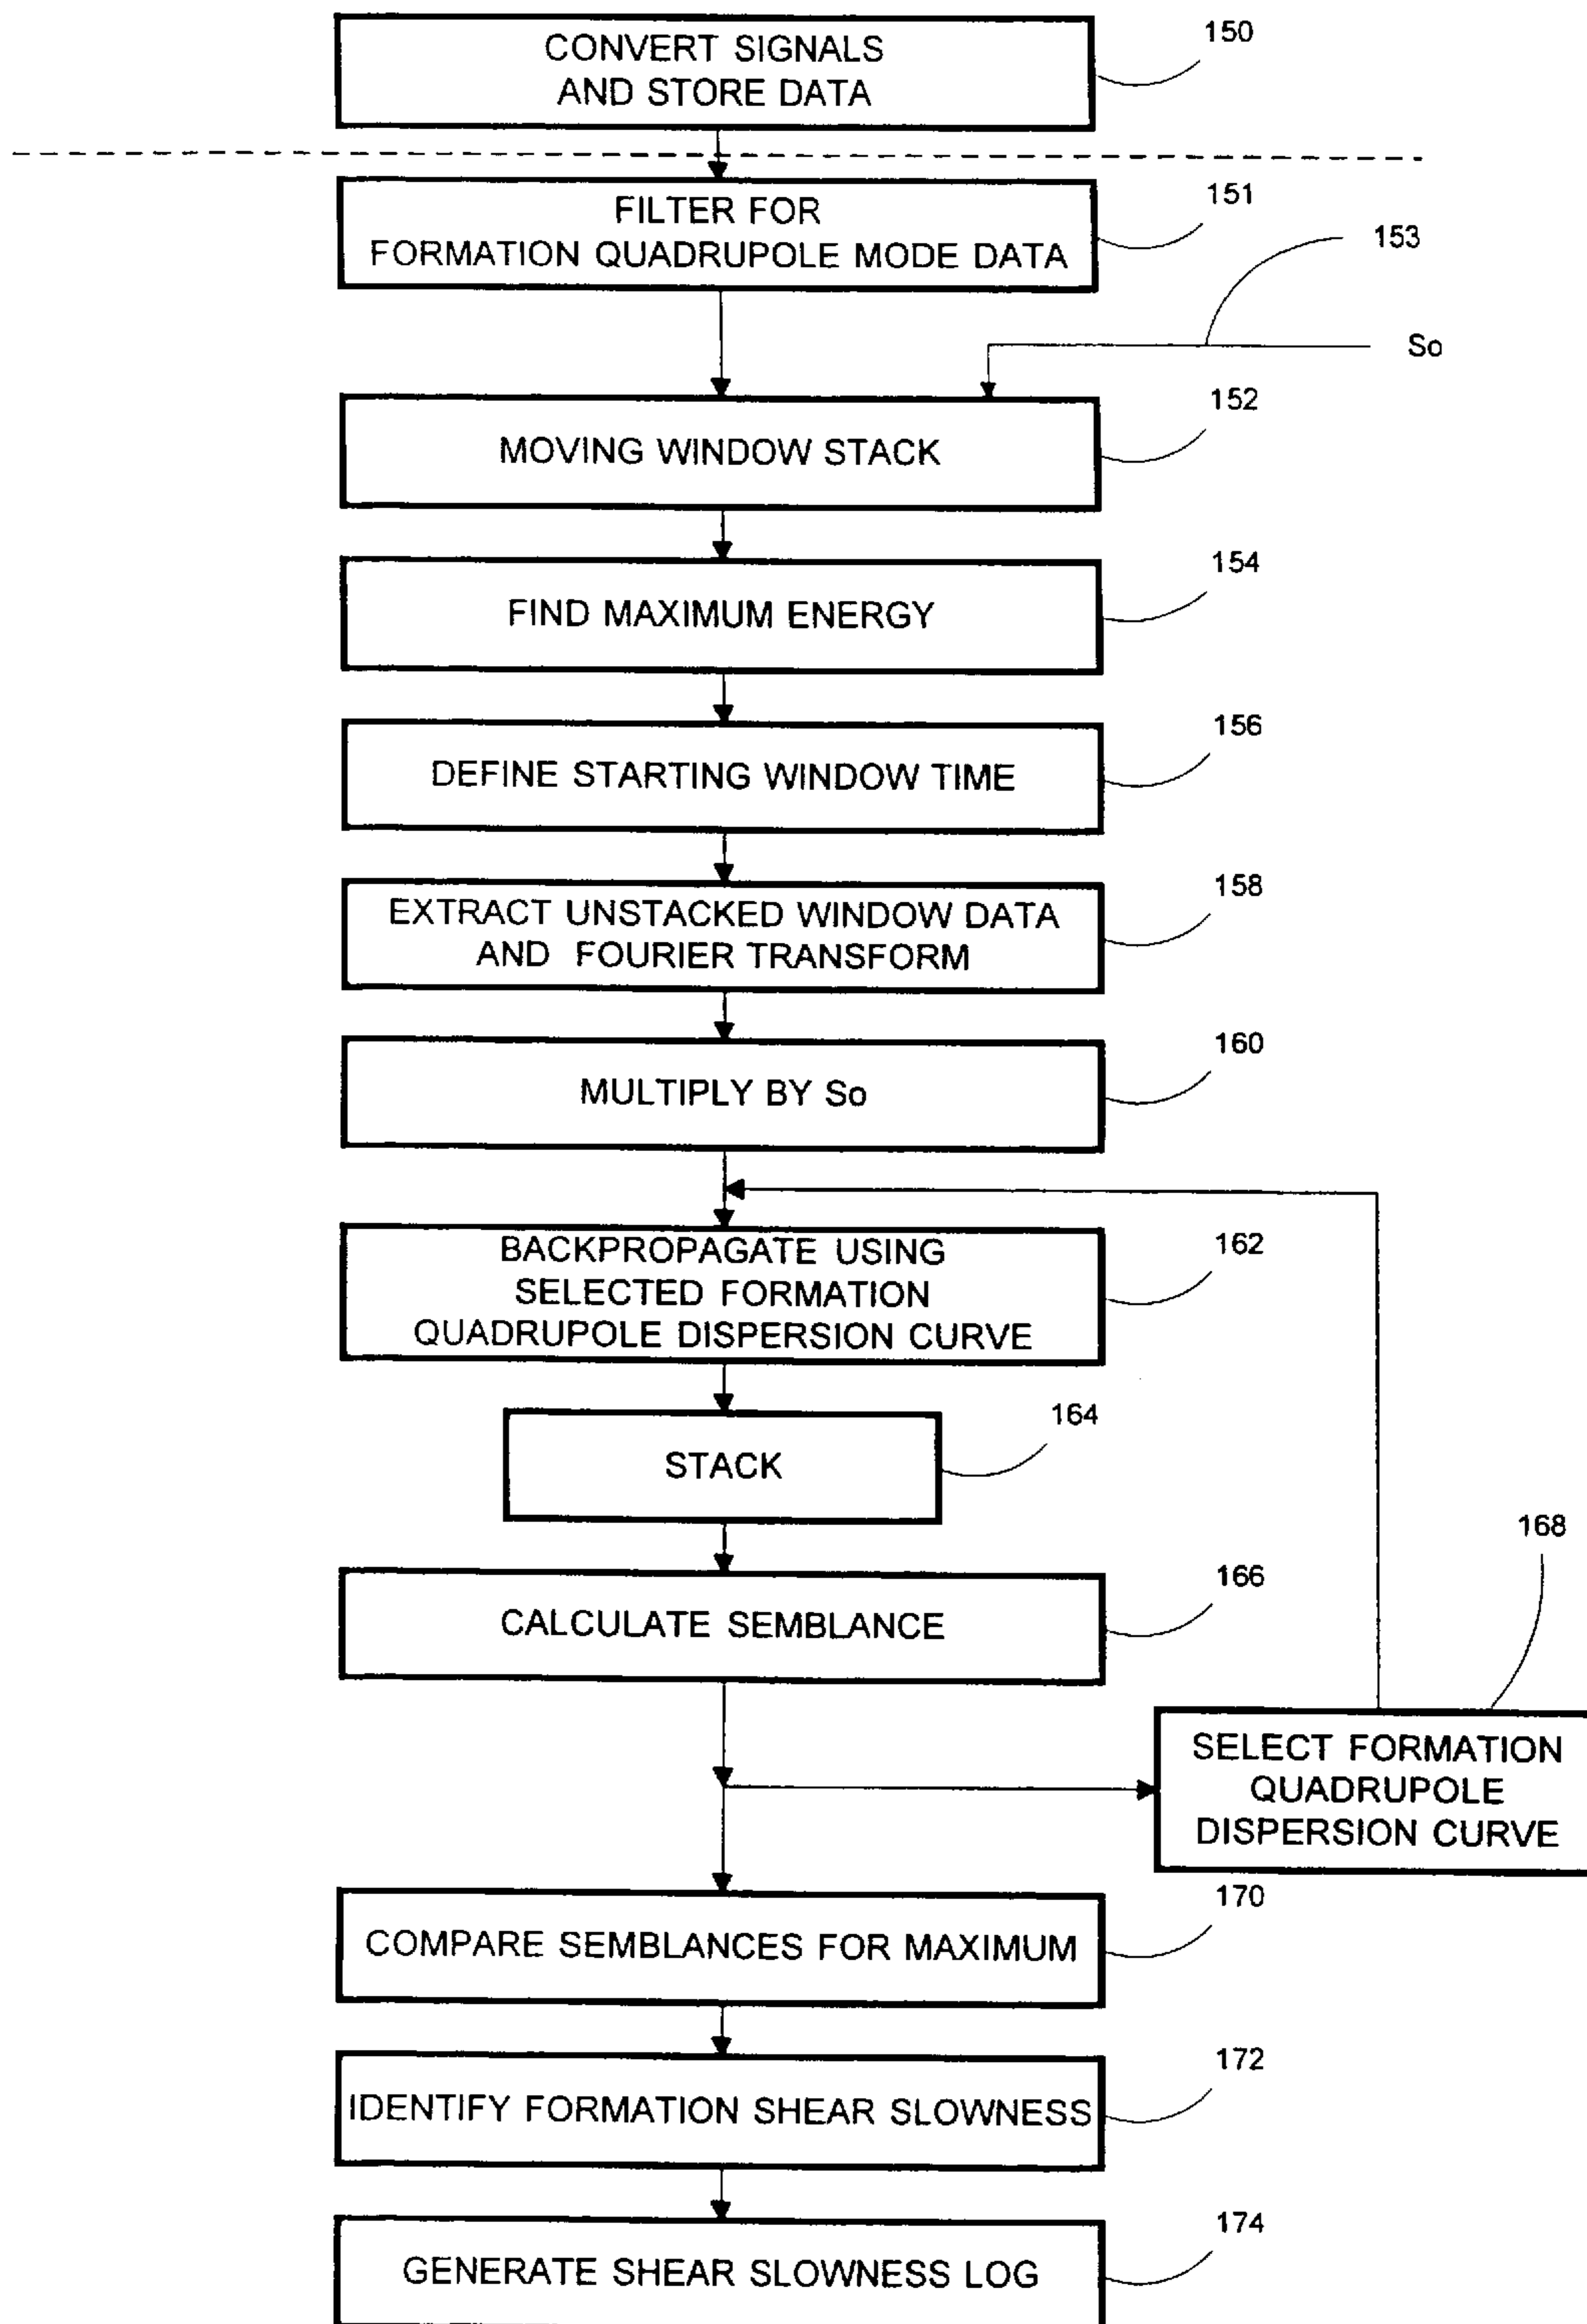 CONVERT SIGNALS
AND STORE DATA
150
FILTER FOR
FORMATION QUADRUPOLE MODE DATA
151
153
So
MOVING WINDOW STACK
152
FIND MAXIMUM ENERGY
154
DEFINE STARTING WINDOW TIME
156
EXTRACT UNSTACKED WINDOW DATA
AND FOURIER TRANSFORM
158
MULTIPLY BY So
160
BACKPROPAGATE USING
SELECTED FORMATION
QUADRUPOLE DISPERSION CURVE
162
STACK
164
CALCULATE SEMBLANCE
166
168
SELECT FORMATION
QUADRUPOLE
DISPERSION CURVE
COMPARE SEMBLANCES FOR MAXIMUM
170
IDENTIFY FORMATION SHEAR SLOWNESS
172
GENERATE SHEAR SLOWNESS LOG
174